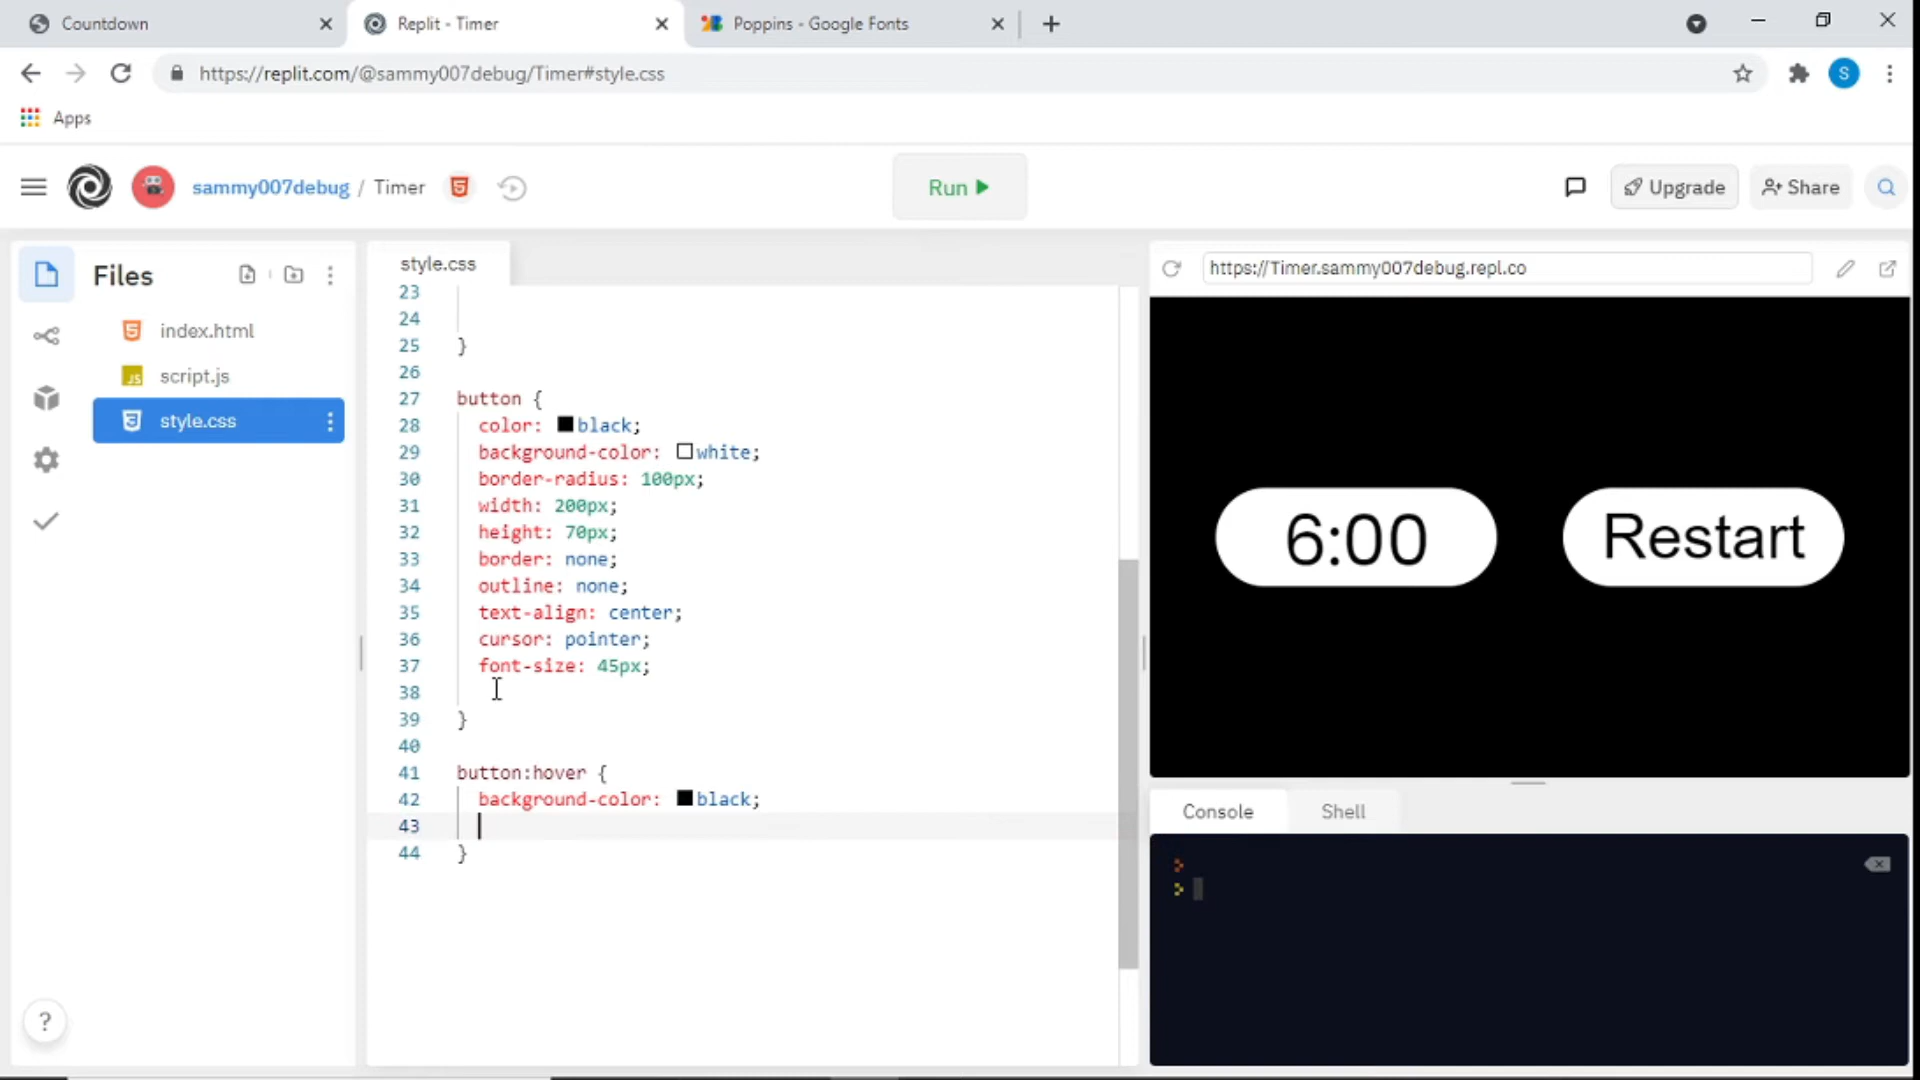 Countdown
Replit - Timer
Poppins - Google Fonts
https://replit.com/@sammy007debug/Timer#style.css
S
Apps
sammy007debug / Timer
Run
Upgrade
Share
Files
index.html
script.js
style.css
style.css
23
24
25 }
26
27 button {
28 color: black;
29 background-color: white;
30 border-radius: 100px;
31 width: 200px;
32 height: 70px;
33 border: none;
34 outline: none;
35 text-align: center;
36 cursor: pointer;
37 font-size: 45px;
38
39 }
40
41 button:hover {
42 background-color: black;
43
44 }
https://Timer.sammy007debug.repl.co
6:00
Restart
Console
Shell
>
>
?